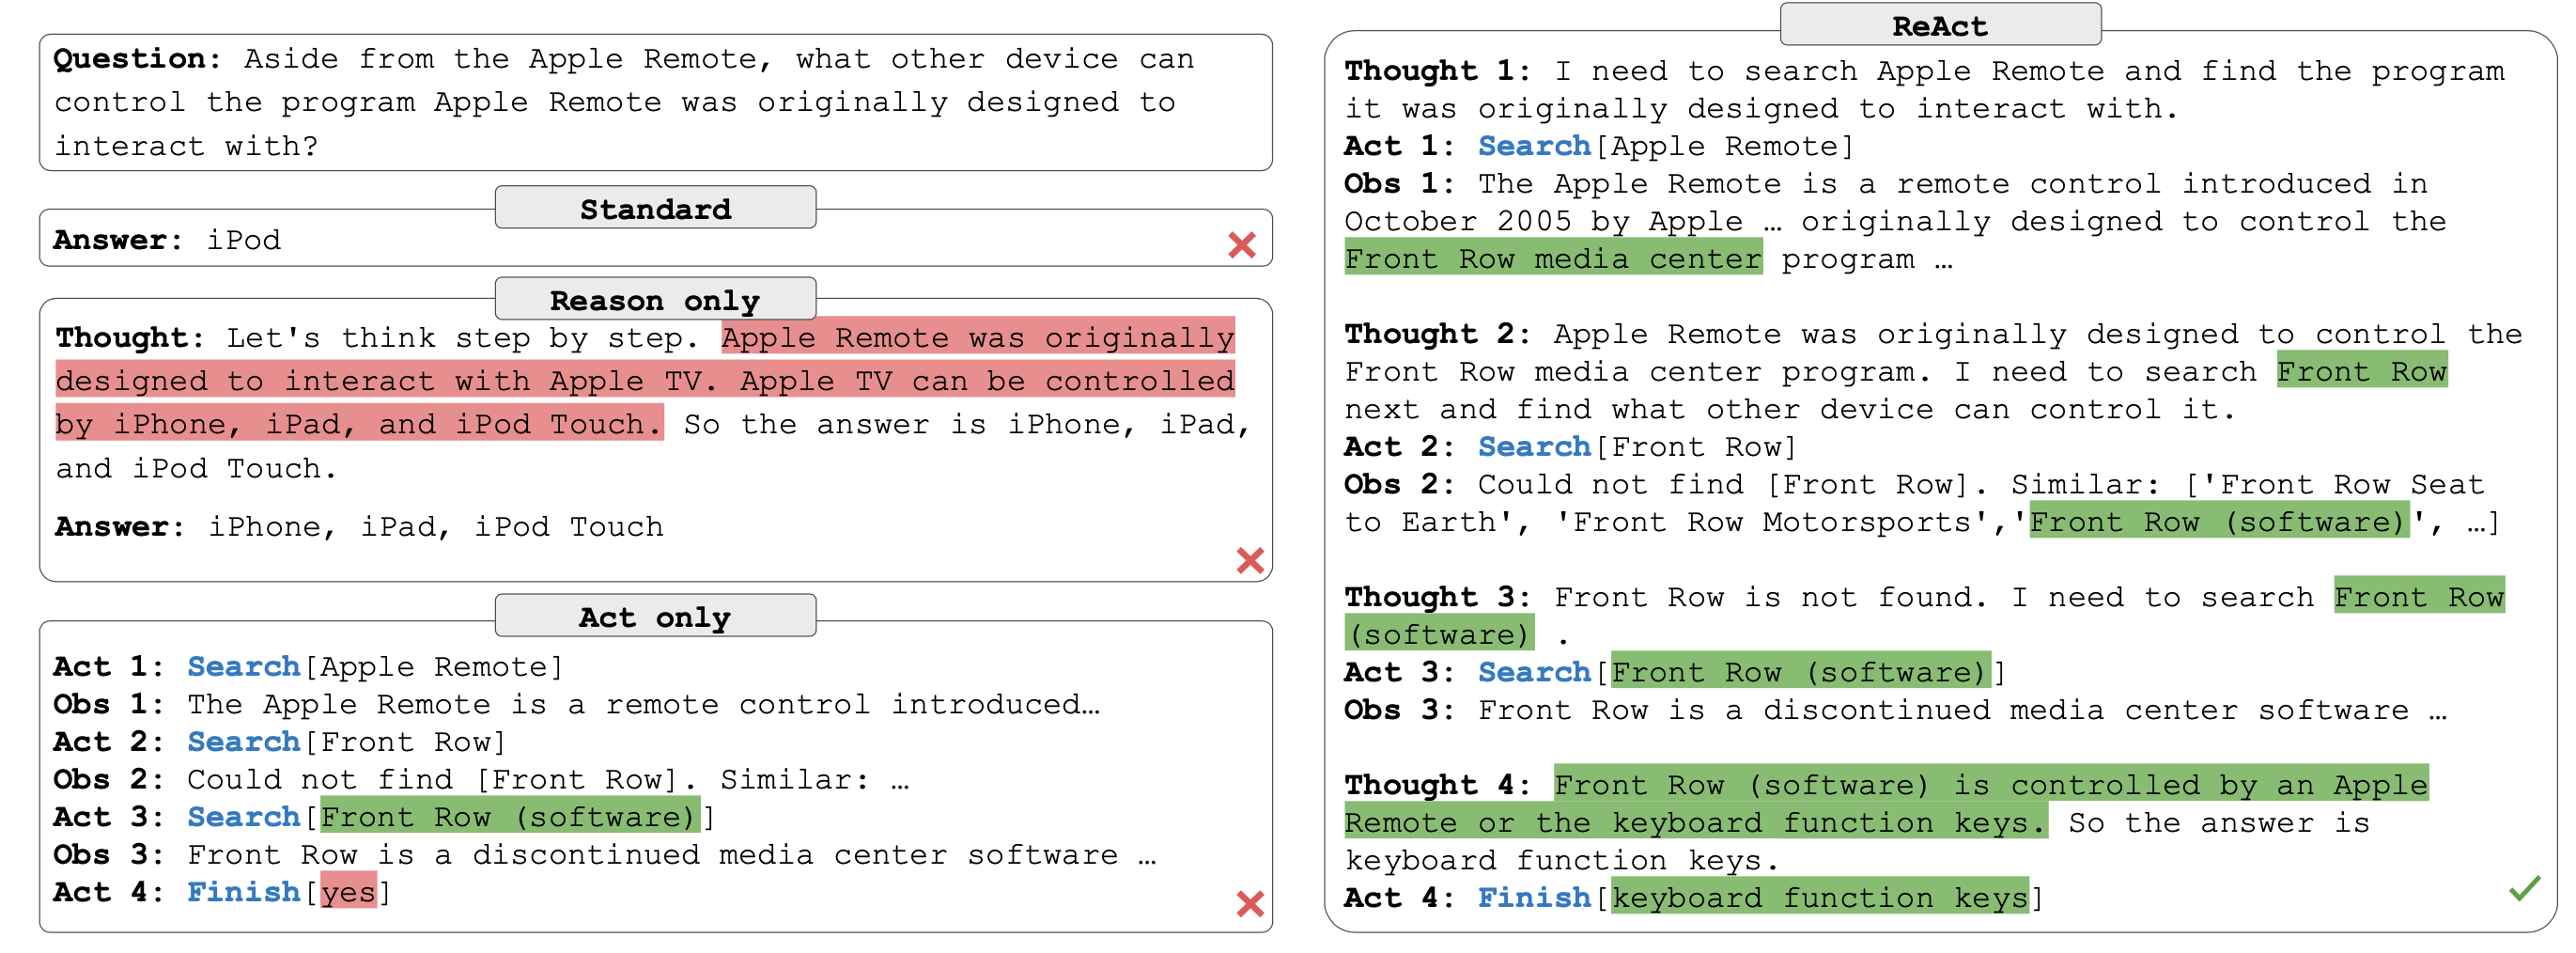 Question: Aside from the Apple Remote, what other device can
control the program Apple Remote was originally designed to
interact with?
Standard
Answer: iPod
Reason only
Thought: Let's think step by step. Apple Remote was originally
designed to interact with Apple TV. Apple TV can be controlled
by iPhone, iPad, and iPod Touch. So the answer is iPhone, iPad,
and iPod Touch.
Answer: iPhone, iPad, iPod Touch
Act only
Act 1: Search[Apple Remote]
Obs 1: The Apple Remote is a remote control introduced…
Act 2: Search[Front Row]
Obs 2: Could not find [Front Row]. Similar: …
Act 3: Search[Front Row (software)]
Obs 3: Front Row is a discontinued media center software …
Act 4: Finish[yes]
ReAct
Thought 1: I need to search Apple Remote and find the program
it was originally designed to interact with.
Act 1: Search[Apple Remote]
Obs 1: The Apple Remote is a remote control introduced in
October 2005 by Apple … originally designed to control the
Front Row media center program …
Thought 2: Apple Remote was originally designed to control the
Front Row media center program. I need to search Front Row
next and find what other device can control it.
Act 2: Search[Front Row]
Obs 2: Could not find [Front Row]. Similar: ['Front Row Seat
to Earth', 'Front Row Motorsports','Front Row (software)', …]
Thought 3: Front Row is not found. I need to search Front Row
(software) .
Act 3: Search[Front Row (software)]
Obs 3: Front Row is a discontinued media center software …
Thought 4: Front Row (software) is controlled by an Apple
Remote or the keyboard function keys. So the answer is
keyboard function keys.
Act 4: Finish[keyboard function keys]